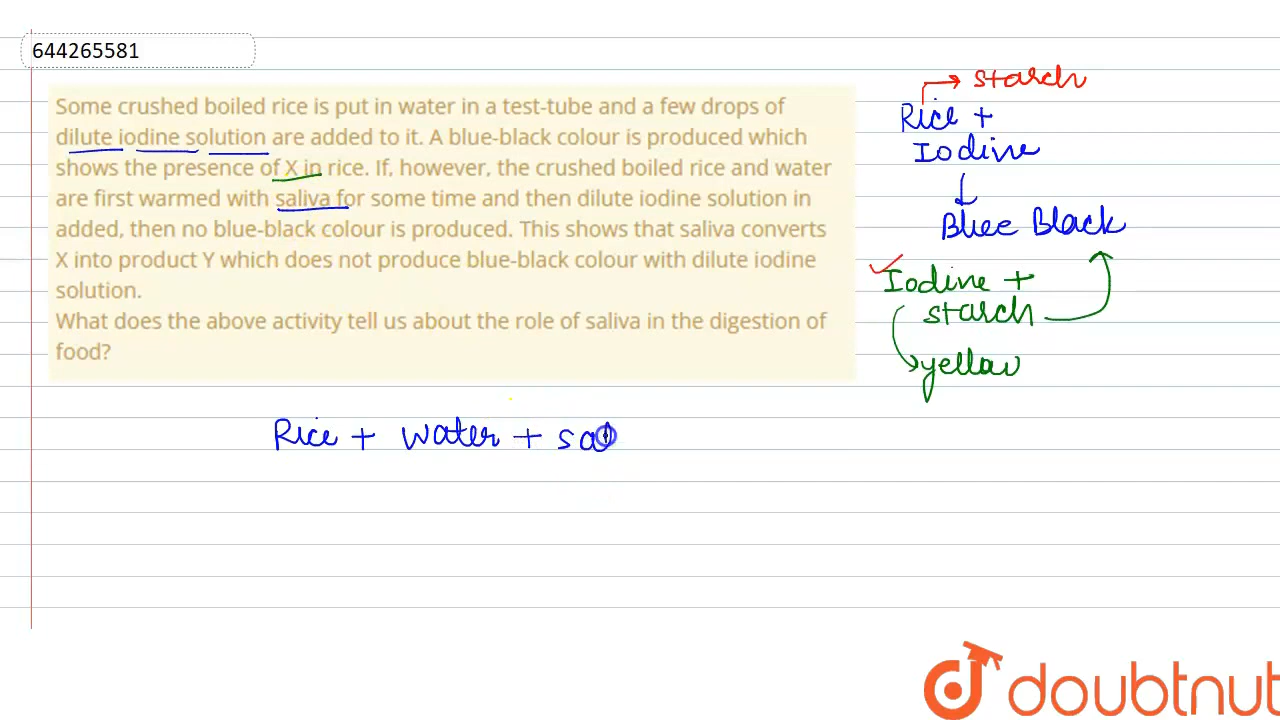 644265581
Some crushed boiled rice is put in water in a test-tube and a few drops of
dilute iodine solution are added to it. A blue-black colour is produced which
shows the presence of X in rice. If, however, the crushed boiled rice and water
are first warmed with saliva for some time and then dilute iodine solution in
added, then no blue-black colour is produced. This shows that saliva converts
X into product Y which does not produce blue-black colour with dilute iodine
solution.
What does the above activity tell us about the role of saliva in the digestion of
food?
starch
Rice +
Iodine
Blue Black
Iodine +
starch
yellow
Rice + water + sal
doubtnut